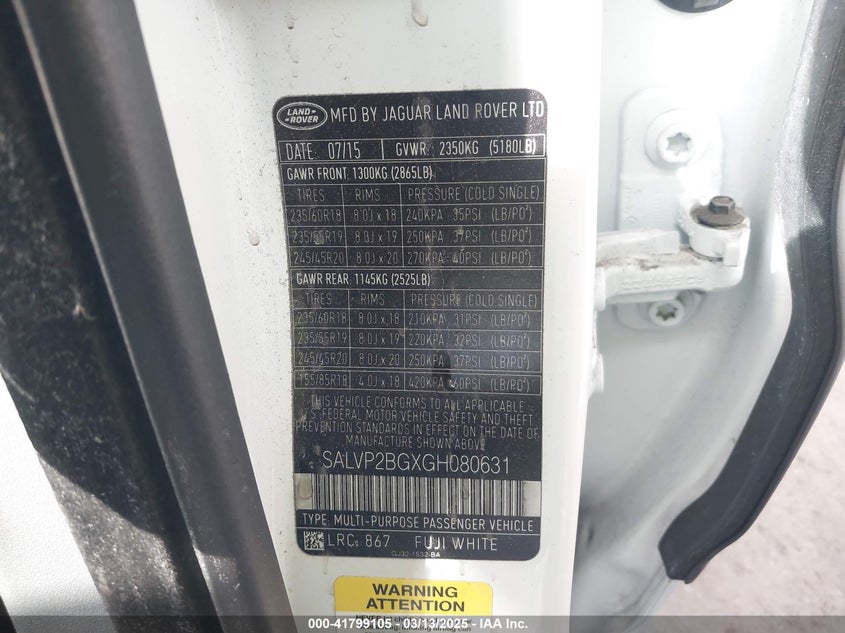 LAND-
-ROVER
MFD BY JAGUAR LAND ROVER LTD
DATE: 07/15 GVWR: 2350KG (5180LB)
GAWR FRONT: 1300KG (2865LB)
TIRES RIMS PRESSURE (COLD SINGLE)
235/60R18 8.0J x 18 240KPA 35PSI (LB/PO²)
235/55R19 8.0J x 19 250KPA 37PSI (LB/PO²)
245/45R20 8.0J x 20 270KPA 40PSI (LB/PO²)
GAWR REAR: 1145KG (2525LB)
TIRES RIMS PRESSURE (COLD SINGLE)
235/60R18 8.0J x 18 210KPA 31PSI (LB/PO²)
235/55R19 8.0J x 19 220KPA 32PSI (LB/PO²)
245/45R20 8.0J x 20 250KPA 37PSI (LB/PO²)
155/85R18 4.0J x 18 420KPA 60PSI (LB/PO²)
THIS VEHICLE CONFORMS TO ALL APPLICABLE
U.S. FEDERAL MOTOR VEHICLE SAFETY AND THEFT
PREVENTION STANDARDS IN EFFECT ON THE DATE OF
MANUFACTURE SHOWN ABOVE
SALVP2BGXGH080631
TYPE: MULTI-PURPOSE PASSENGER VEHICLE
LRC: 867 FUJI WHITE
GJ32-1532-BA
WARNING
ATTENTION
000-41799105 - 03/13/2025 - IAAI Inc.